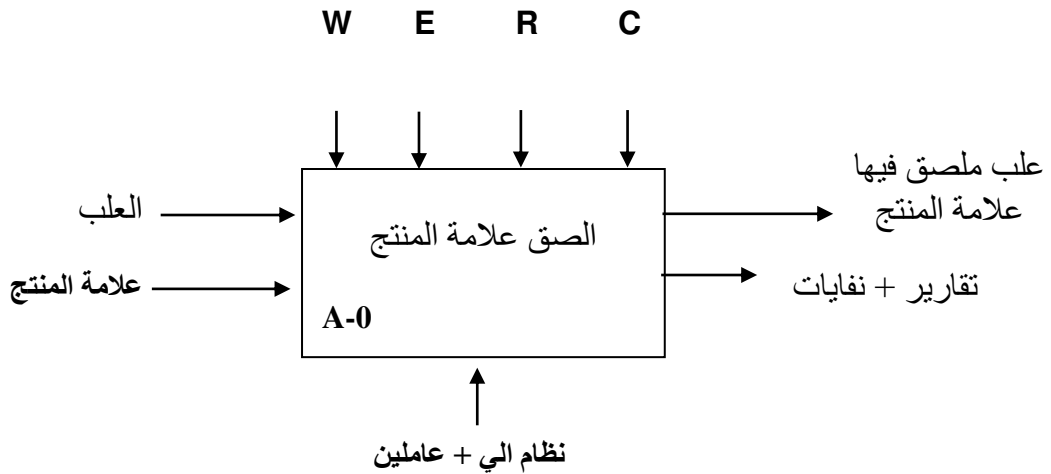 W E R C
علب ملصق فيها
علامة المنتج
العلب
الصق علامة المنتج
علامة المنتج
تقارير + نفايات
A-0
نظام الي + عاملين